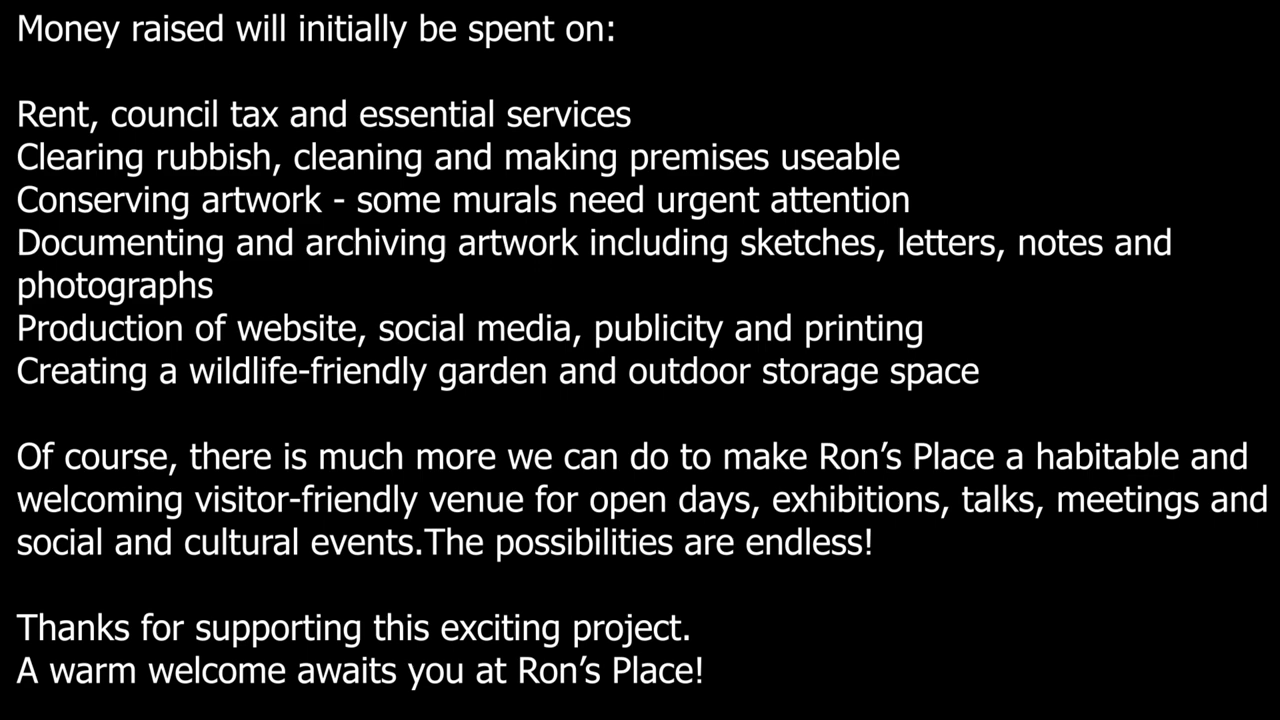 Money raised will initially be spent on:
Rent, council tax and essential services
Clearing rubbish, cleaning and making premises useable
Conserving artwork - some murals need urgent attention
Documenting and archiving artwork including sketches, letters, notes and
photographs
Production of website, social media, publicity and printing
Creating a wildlife-friendly garden and outdoor storage space
Of course, there is much more we can do to make Ron’s Place a habitable and
welcoming visitor-friendly venue for open days, exhibitions, talks, meetings and
social and cultural events.The possibilities are endless!
Thanks for supporting this exciting project.
A warm welcome awaits you at Ron’s Place!